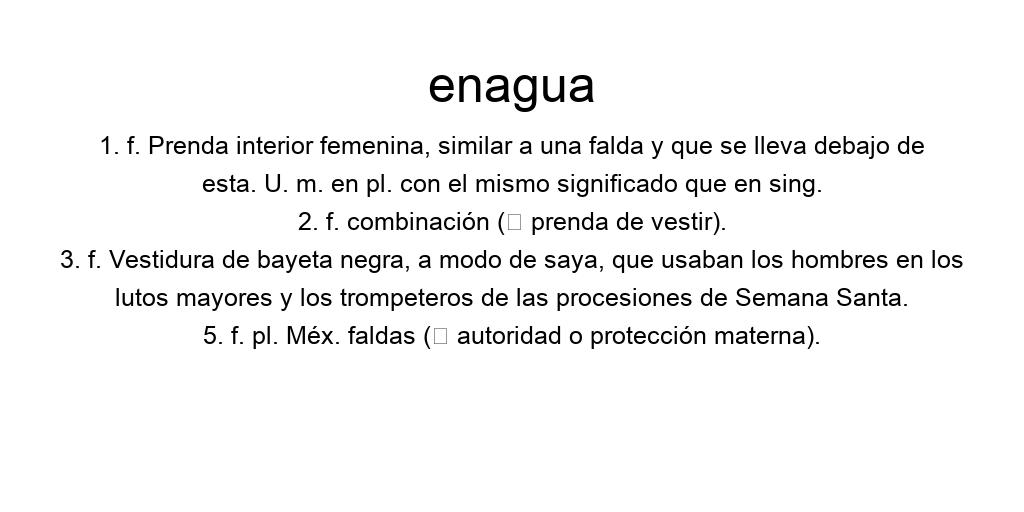 enagua
1. f. Prenda interior femenina, similar a una falda y que se lleva debajo de
esta. U. m. en pl. con el mismo significado que en sing.
2. f. combinación (□ prenda de vestir).
3. f. Vestidura de bayeta negra, a modo de saya, que usaban los hombres en los
lutos mayores y los trompeteros de las procesiones de Semana Santa.
5. f. pl. Méx. faldas (□ autoridad o protección materna).